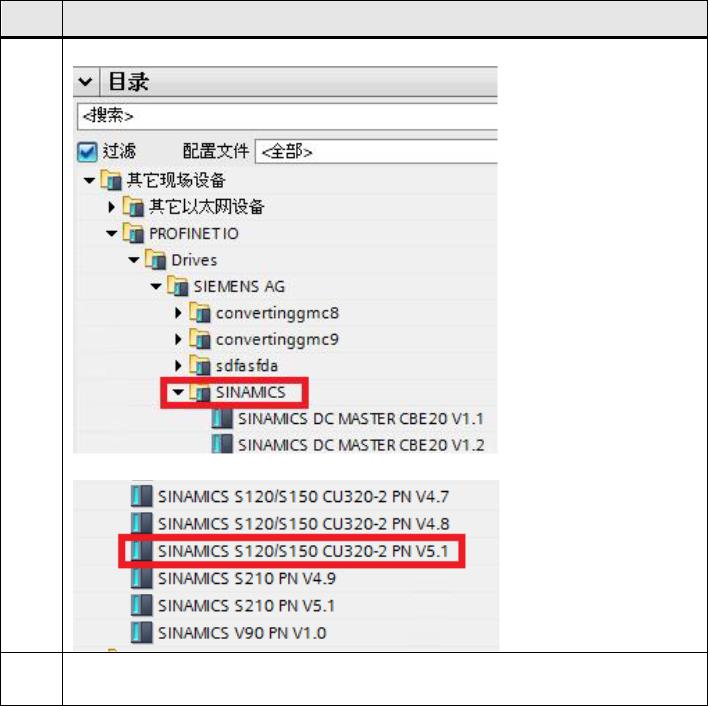 目录
<搜索>
过滤 配置文件 <全部>
其它现场设备
其它以太网设备
PROFINET IO
Drives
SIEMENS AG
convertinggmc8
convertinggmc9
sdfasfda
SINAMICS
SINAMICS DC MASTER CBE20 V1.1
SINAMICS DC MASTER CBE20 V1.2
SINAMICS S120/S150 CU320-2 PN V4.7
SINAMICS S120/S150 CU320-2 PN V4.8
SINAMICS S120/S150 CU320-2 PN V5.1
SINAMICS S210 PN V4.9
SINAMICS S210 PN V5.1
SINAMICS V90 PN V1.0